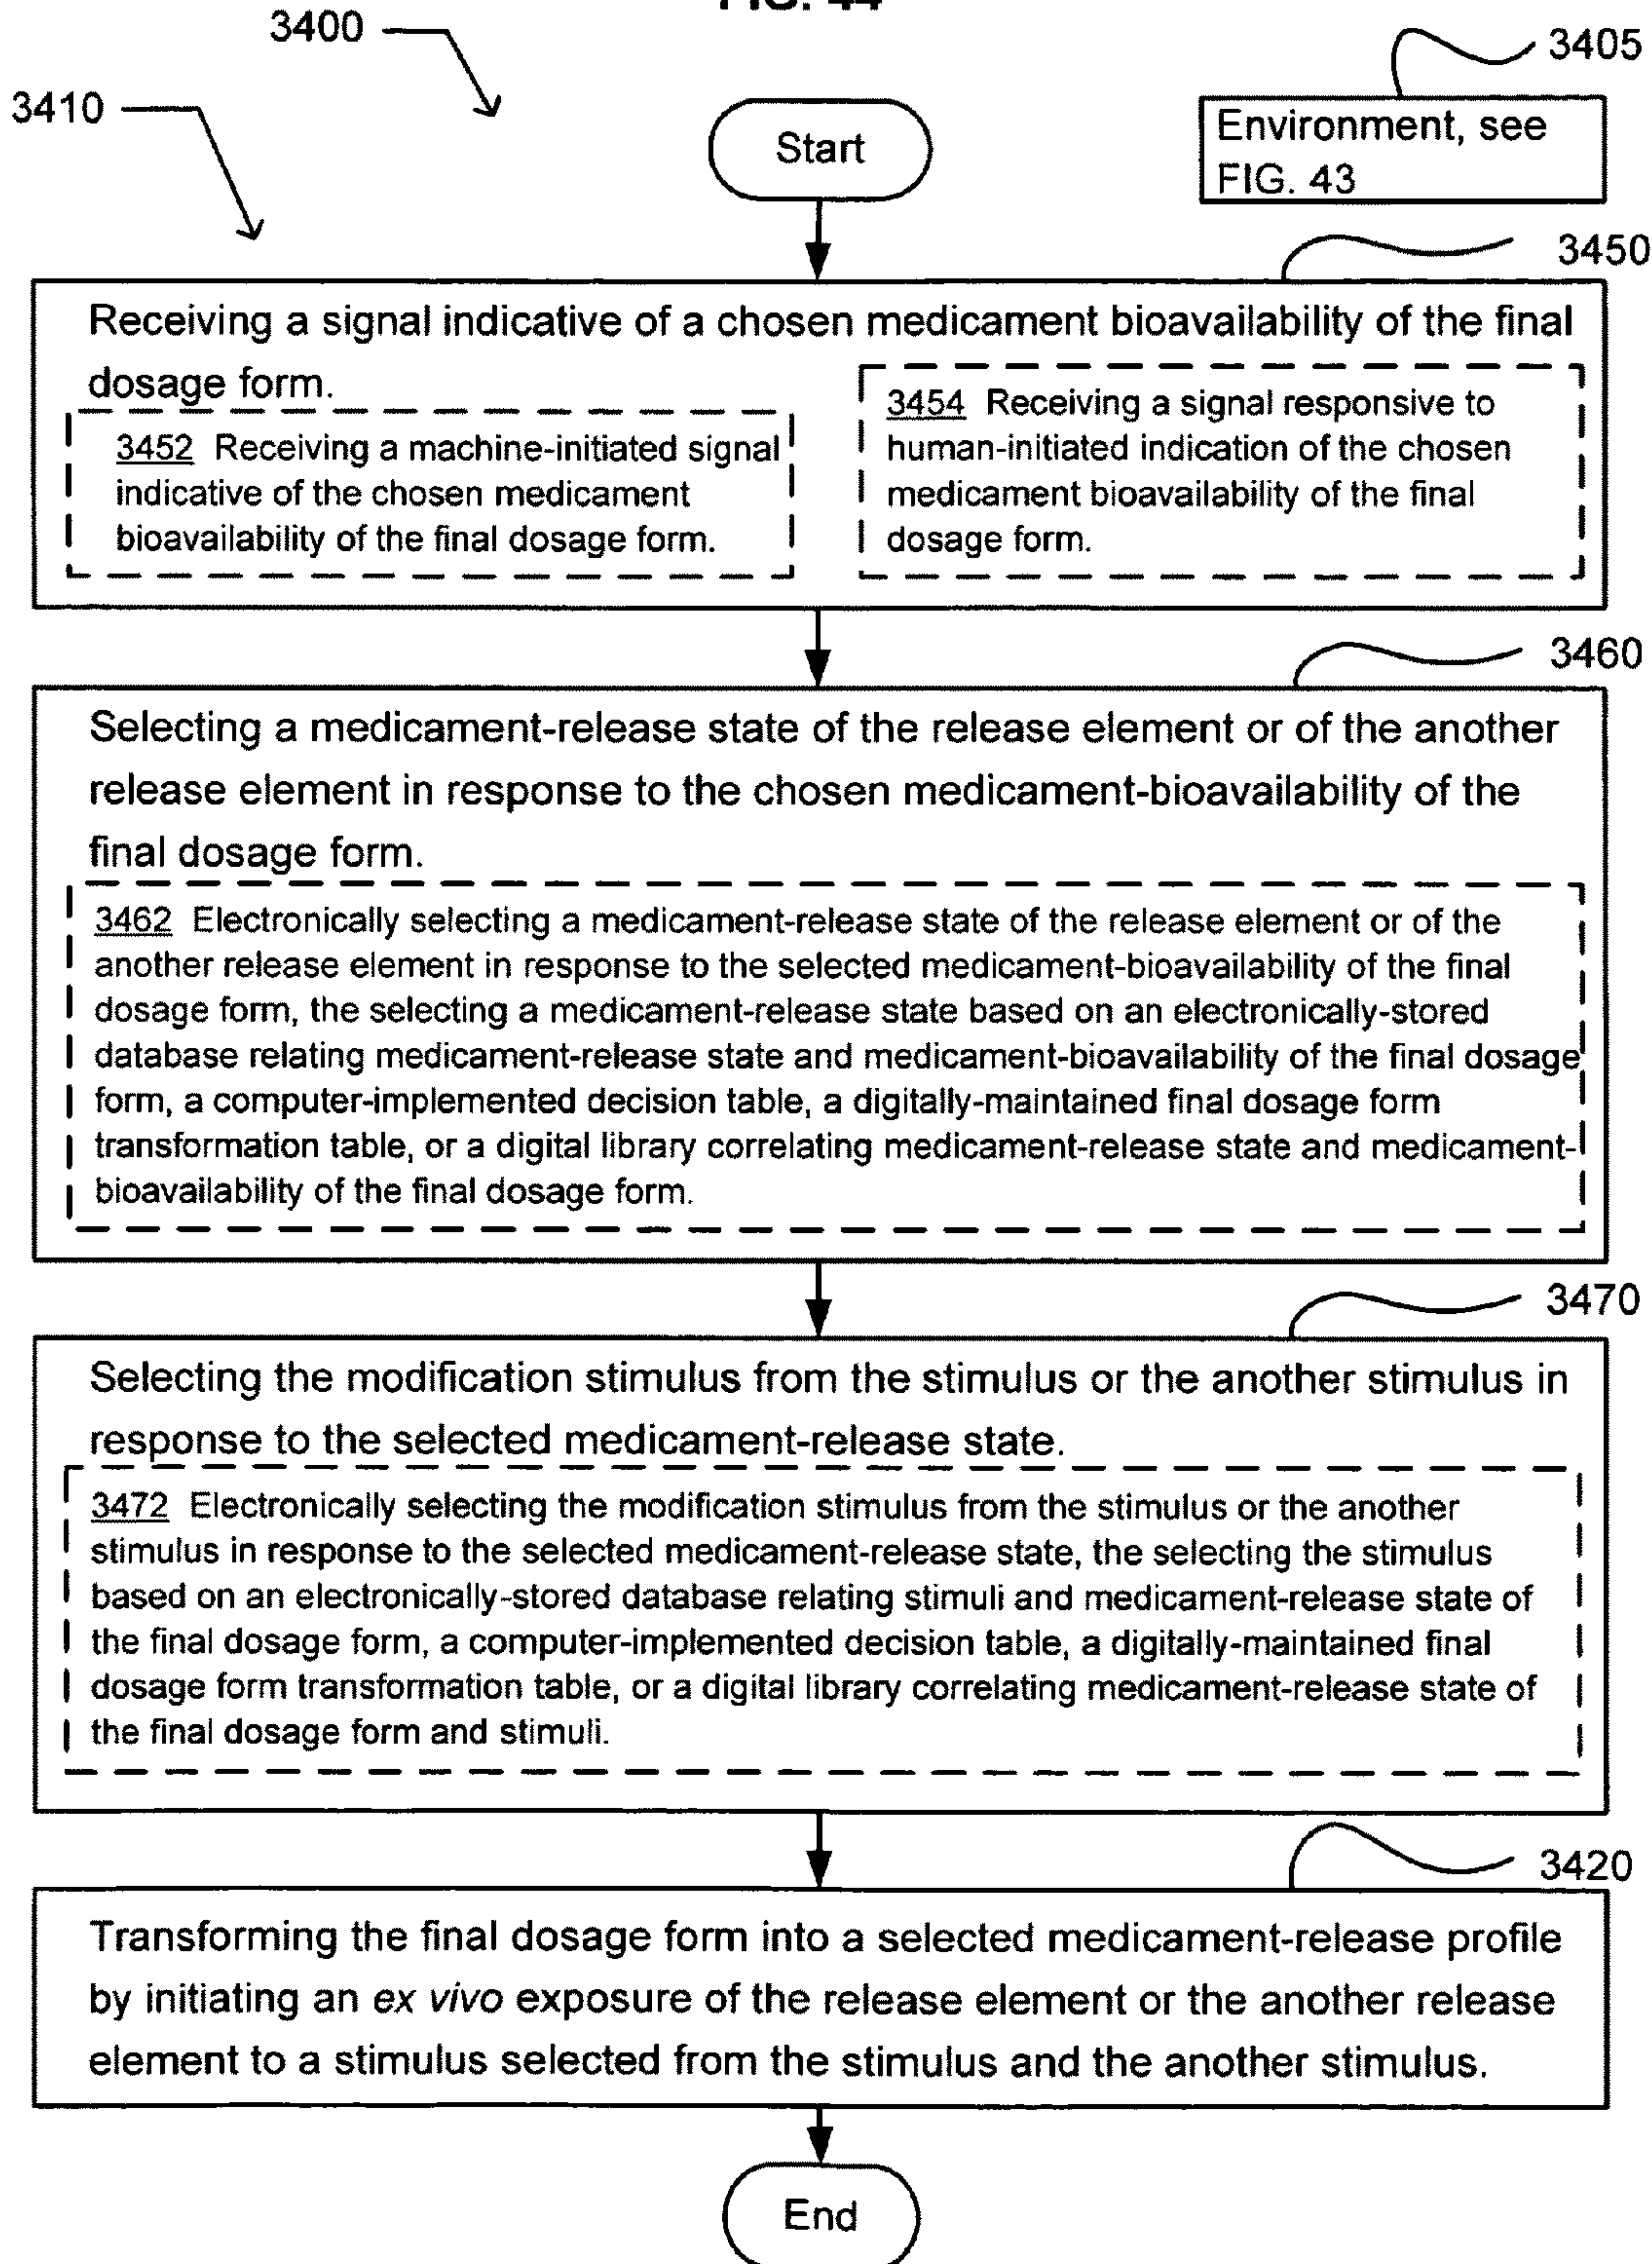 FIG. 44
3400
3405
3410
Start
Environment, see
FIG. 43
3450
Receiving a signal indicative of a chosen medicament bioavailability of the final
dosage form.
3452 Receiving a machine-initiated signal
indicative of the chosen medicament
bioavailability of the final dosage form.
3454 Receiving a signal responsive to
human-initiated indication of the chosen
medicament bioavailability of the final
dosage form.
3460
Selecting a medicament-release state of the release element or of the another
release element in response to the chosen medicament-bioavailability of the
final dosage form.
3462 Electronically selecting a medicament-release state of the release element or of the
another release element in response to the selected medicament-bioavailability of the final
dosage form, the selecting a medicament-release state based on an electronically-stored
database relating medicament-release state and medicament-bioavailability of the final dosage
form, a computer-implemented decision table, a digitally-maintained final dosage form
transformation table, or a digital library correlating medicament-release state and medicament-
bioavailability of the final dosage form.
3470
Selecting the modification stimulus from the stimulus or the another stimulus in
response to the selected medicament-release state.
3472 Electronically selecting the modification stimulus from the stimulus or the another
stimulus in response to the selected medicament-release state, the selecting the stimulus
based on an electronically-stored database relating stimuli and medicament-release state of
the final dosage form, a computer-implemented decision table, a digitally-maintained final
dosage form transformation table, or a digital library correlating medicament-release state of
the final dosage form and stimuli.
3420
Transforming the final dosage form into a selected medicament-release profile
by initiating an ex vivo exposure of the release element or the another release
element to a stimulus selected from the stimulus and the another stimulus.
End